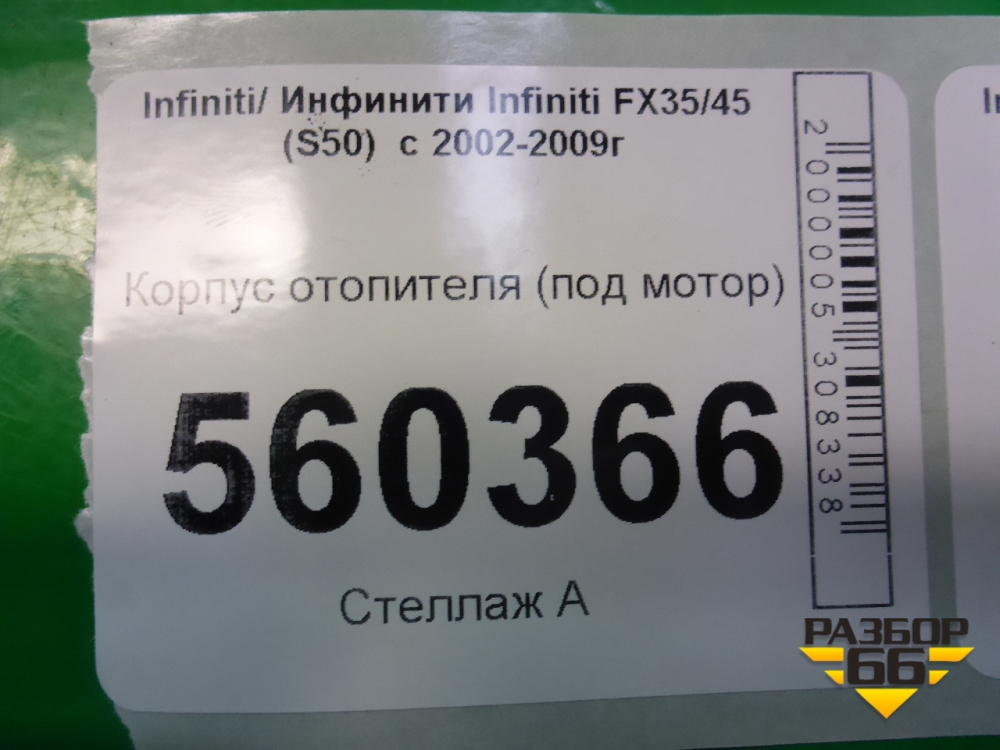 Infiniti/ Инфинити Infiniti FX35/45
(S50) с 2002-2009г
Корпус отопителя (под мотор)
560366
Стеллаж А
2000005308338
РАЗБОР
66